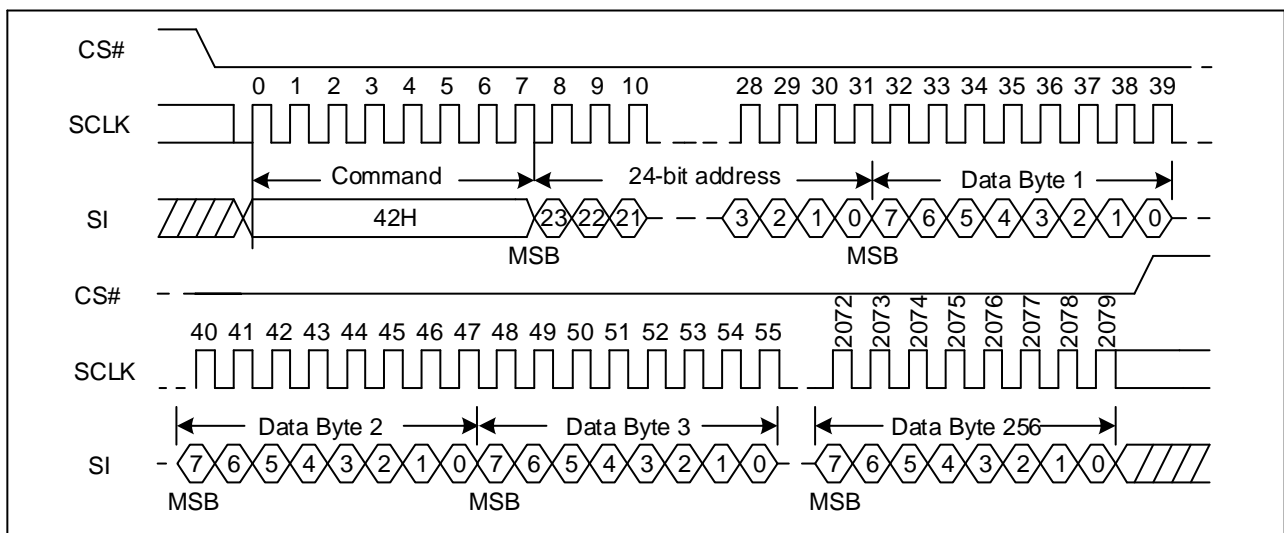 CS#
0 1 2 3 4 5 6 7 8 9 10 28 29 30 31 32 33 34 35 36 37 38 39
SCLK
Command 24-bit address Data Byte 1
SI 42H 23 22 21 3 2 1 0 7 6 5 4 3 2 1 0
MSB MSB
CS#
40 41 42 43 44 45 46 47 48 49 50 51 52 53 54 55 2072 2073 2074 2075 2076 2077 2078 2079
SCLK
Data Byte 2 Data Byte 3 Data Byte 256
SI 7 6 5 4 3 2 1 0 7 6 5 4 3 2 1 0 7 6 5 4 3 2 1 0
MSB MSB MSB